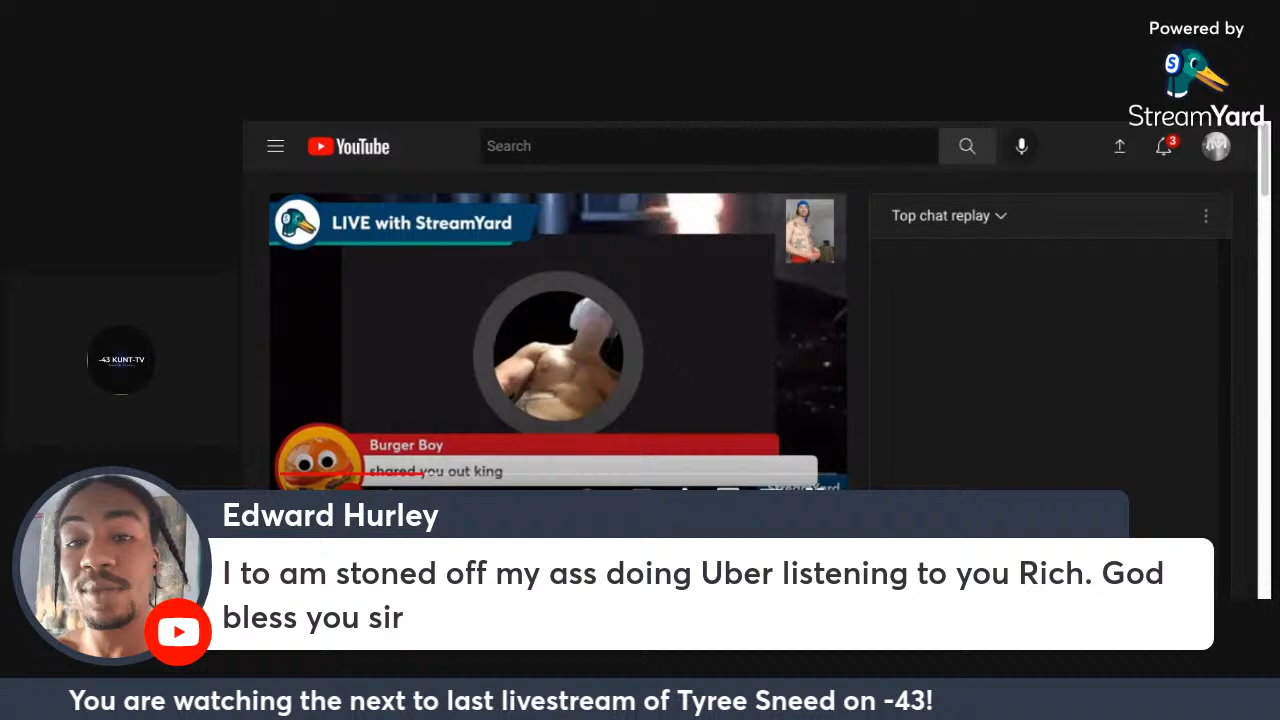 Powered by
StreamYard
YouTube
Search
3
LIVE with StreamYard
Top chat replay
-43 KUNT-TV
Burger Boy
shared you out king
StreamYard
Edward Hurley
I to am stoned off my ass doing Uber listening to you Rich. God
bless you sir
You are watching the next to last livestream of Tyree Sneed on -43!